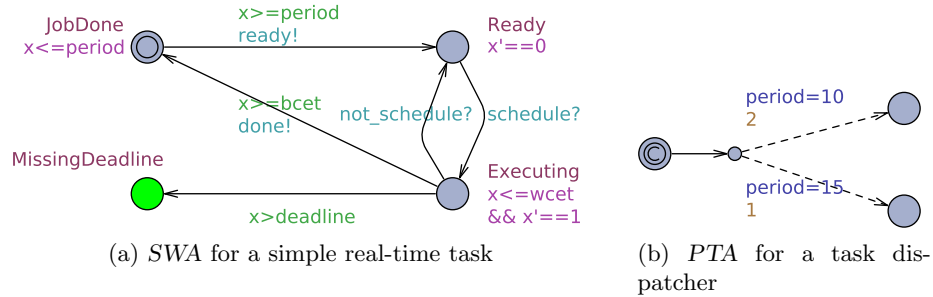 JobDone
x<=period
x>=period
ready!
Ready
x'==0
x>=bcet
done!
not_schedule?
schedule?
MissingDeadline
Executing
x<=wcet
&& x'==1
x>deadline
(a) SWA for a simple real-time task
period=10
2
period=15
1
C
(b) PTA for a task dis-
patcher